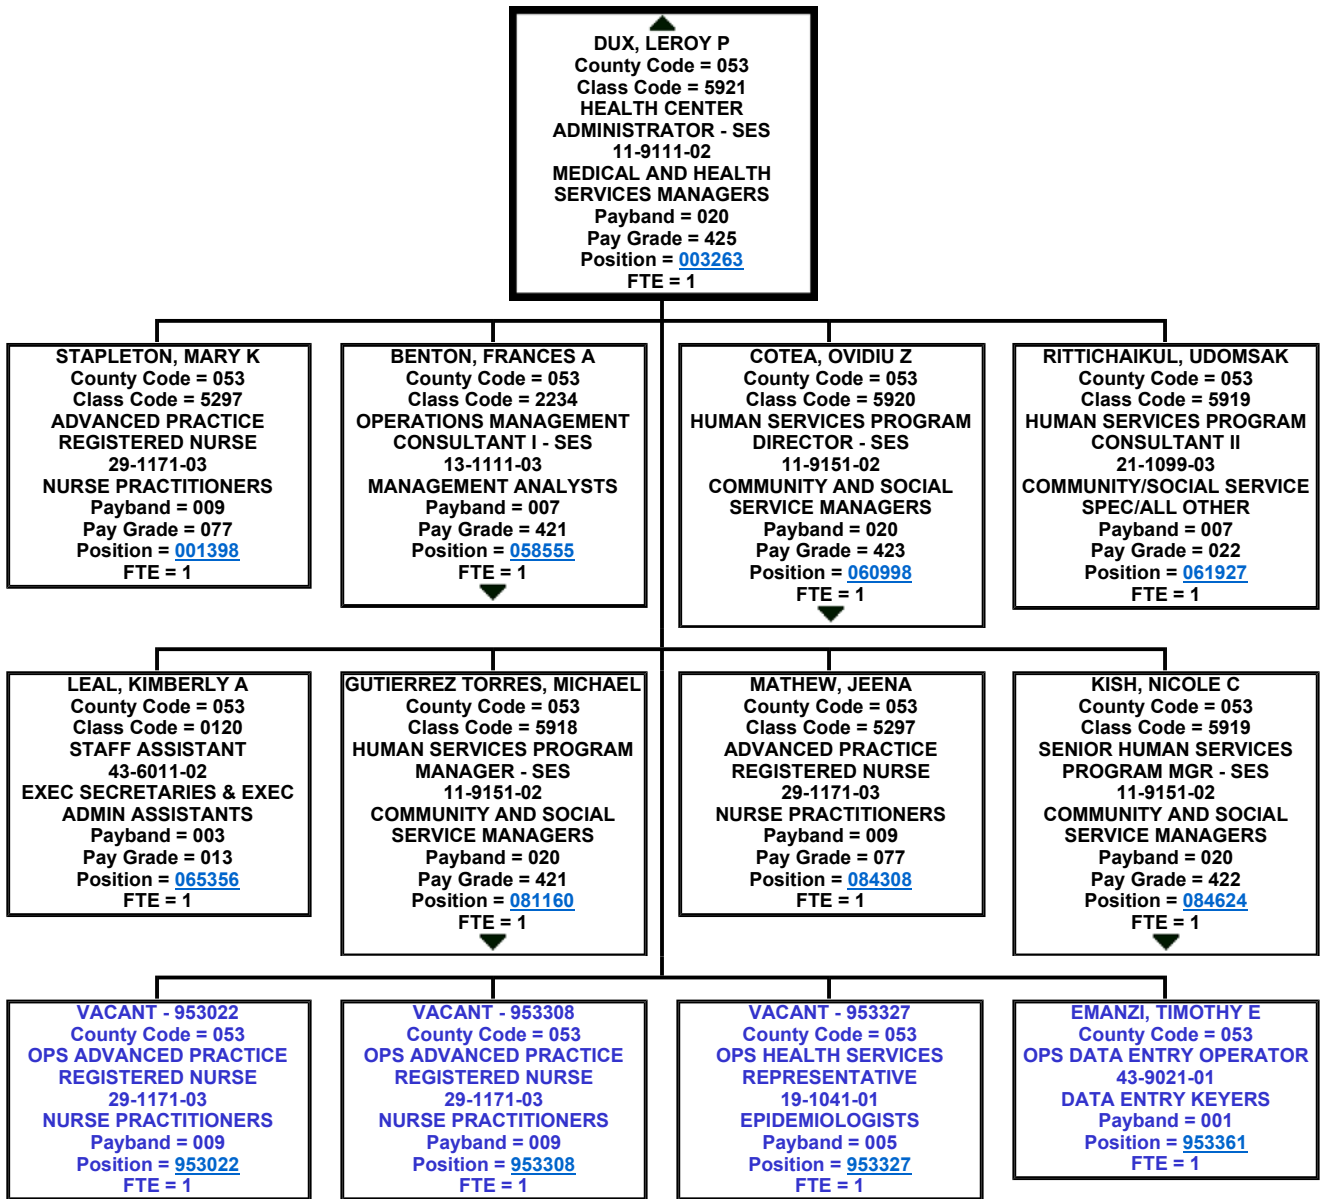 DUX, LEROY P
County Code = 053
Class Code = 5921
HEALTH CENTER
ADMINISTRATOR - SES
11-9111-02
MEDICAL AND HEALTH
SERVICES MANAGERS
Payband = 020
Pay Grade = 425
Position = 003263
FTE = 1
STAPLETON, MARY K
County Code = 053
Class Code = 5297
ADVANCED PRACTICE
REGISTERED NURSE
29-1171-03
NURSE PRACTITIONERS
Payband = 009
Pay Grade = 077
Position = 001398
FTE = 1
BENTON, FRANCES A
County Code = 053
Class Code = 2234
OPERATIONS MANAGEMENT
CONSULTANT I - SES
13-1111-03
MANAGEMENT ANALYSTS
Payband = 007
Pay Grade = 421
Position = 058555
FTE = 1
COTEA, OVIDIU Z
County Code = 053
Class Code = 5920
HUMAN SERVICES PROGRAM
DIRECTOR - SES
11-9151-02
COMMUNITY AND SOCIAL
SERVICE MANAGERS
Payband = 020
Pay Grade = 423
Position = 060998
FTE = 1
RITTICHAIKUL, UDOMSAK
County Code = 053
Class Code = 5919
HUMAN SERVICES PROGRAM
CONSULTANT II
21-1099-03
COMMUNITY/SOCIAL SERVICE
SPEC/ALL OTHER
Payband = 007
Pay Grade = 022
Position = 061927
FTE = 1
LEAL, KIMBERLY A
County Code = 053
Class Code = 0120
STAFF ASSISTANT
43-6011-02
EXEC SECRETARIES & EXEC
ADMIN ASSISTANTS
Payband = 003
Pay Grade = 013
Position = 065356
FTE = 1
GUTIERREZ TORRES, MICHAEL
County Code = 053
Class Code = 5918
HUMAN SERVICES PROGRAM
MANAGER - SES
11-9151-02
COMMUNITY AND SOCIAL
SERVICE MANAGERS
Payband = 020
Pay Grade = 421
Position = 081160
FTE = 1
MATHEW, JEENA
County Code = 053
Class Code = 5297
ADVANCED PRACTICE
REGISTERED NURSE
29-1171-03
NURSE PRACTITIONERS
Payband = 009
Pay Grade = 077
Position = 084308
FTE = 1
KISH, NICOLE C
County Code = 053
Class Code = 5919
SENIOR HUMAN SERVICES
PROGRAM MGR - SES
11-9151-02
COMMUNITY AND SOCIAL
SERVICE MANAGERS
Payband = 020
Pay Grade = 422
Position = 084624
FTE = 1
VACANT - 953022
County Code = 053
OPS ADVANCED PRACTICE
REGISTERED NURSE
29-1171-03
NURSE PRACTITIONERS
Payband = 009
Position = 953022
FTE = 1
VACANT - 953308
County Code = 053
OPS ADVANCED PRACTICE
REGISTERED NURSE
29-1171-03
NURSE PRACTITIONERS
Payband = 009
Position = 953308
FTE = 1
VACANT - 953327
County Code = 053
OPS HEALTH SERVICES
REPRESENTATIVE
19-1041-01
EPIDEMIOLOGISTS
Payband = 005
Position = 953327
FTE = 1
EMANZI, TIMOTHY E
County Code = 053
OPS DATA ENTRY OPERATOR
43-9021-01
DATA ENTRY KEYERS
Payband = 001
Position = 953361
FTE = 1